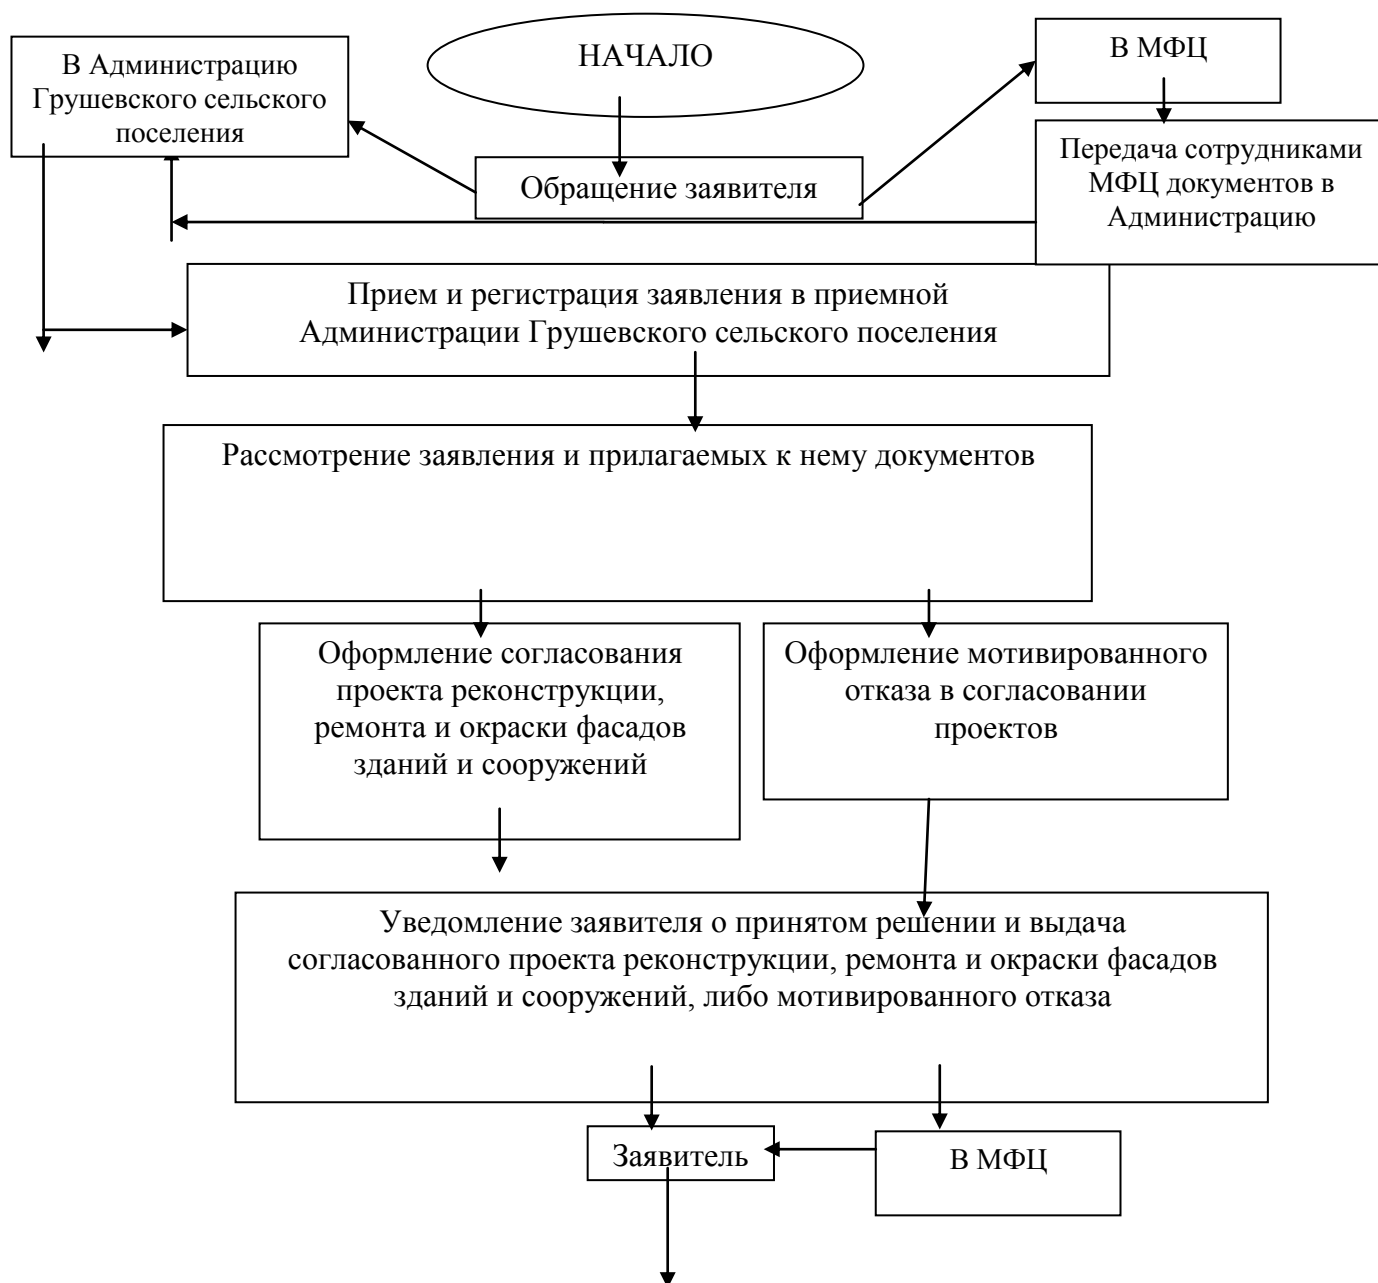 НАЧАЛО
В МФЦ
В Администрацию
Грушевского сельского
поселения
Обращение заявителя
Передача сотрудниками
МФЦ документов в
Администрацию
Прием и регистрация заявления в приемной
Администрации Грушевского сельского поселения
Рассмотрение заявления и прилагаемых к нему документов
Оформление согласования
проекта реконструкции,
ремонта и окраски фасадов
зданий и сооружений
Оформление мотивированного
отказа в согласовании
проектов
Уведомление заявителя о принятом решении и выдача
согласованного проекта реконструкции, ремонта и окраски фасадов
зданий и сооружений, либо мотивированного отказа
Заявитель
В МФЦ